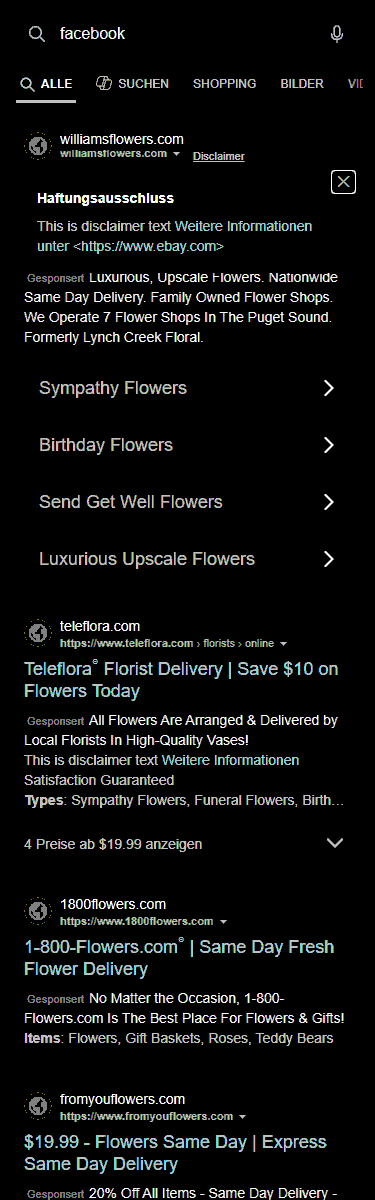 facebook
ALLE SUCHEN SHOPPING BILDER
williamsflowers.com
williamsflowers.com Disclaimer
Haftungsausschluss
This is disclaimer text Weitere Informationen
unter <https://www.ebay.com>
Gesponsert Luxurious, Upscale Flowers. Nationwide
Same Day Delivery. Family Owned Flower Shops.
We Operate 7 Flower Shops In The Puget Sound.
Formerly Lynch Creek Floral.
Sympathy Flowers
Birthday Flowers
Send Get Well Flowers
Luxurious Upscale Flowers
teleflora.com
https://www.teleflora.com › florists › online
Teleflora® Florist Delivery | Save $10 on
Flowers Today
Gesponsert All Flowers Are Arranged & Delivered by
Local Florists In High-Quality Vases!
This is disclaimer text Weitere Informationen
Satisfaction Guaranteed
Types: Sympathy Flowers, Funeral Flowers, Birth...
4 Preise ab $19.99 anzeigen
1800flowers.com
https://www.1800flowers.com
1-800-Flowers.com® | Same Day Fresh
Flower Delivery
Gesponsert No Matter the Occasion, 1-800-
Flowers.com Is The Best Place For Flowers & Gifts!
Items: Flowers, Gift Baskets, Roses, Teddy Bears
fromyouflowers.com
https://www.fromyouflowers.com
$19.99 - Flowers Same Day | Express
Same Day Delivery
Gesponsert 20% Off All Items - Same Day Delivery -